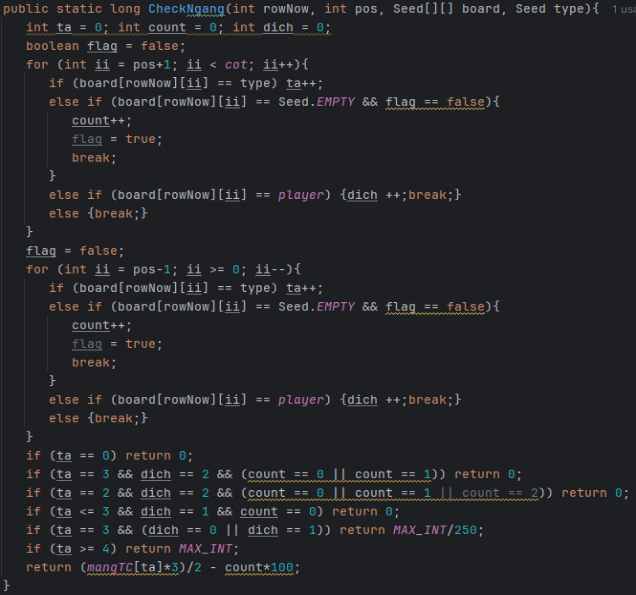 public static long CheckNgang(int rowNow, int pos, Seed[][] board, Seed type){ 1 usa
    int ta = 0; int count = 0; int dich = 0;
    boolean flag = false;
    for (int ii = pos+1; ii < cot; ii++){
        if (board[rowNow][ii] == type) ta++;
        else if (board[rowNow][ii] == Seed.EMPTY && flag == false){
            count++;
            flag = true;
            break;
        }
        else if (board[rowNow][ii] == player) {dich ++;break;}
        else {break;}
    }
    flag = false;
    for (int ii = pos-1; ii >= 0; ii--){
        if (board[rowNow][ii] == type) ta++;
        else if (board[rowNow][ii] == Seed.EMPTY && flag == false){
            count++;
            flag = true;
            break;
        }
        else if (board[rowNow][ii] == player) {dich ++;break;}
        else {break;}
    }
    if (ta == 0) return 0;
    if (ta == 3 && dich == 2 && (count == 0 || count == 1)) return 0;
    if (ta == 2 && dich == 2 && (count == 0 || count == 1 || count == 2)) return 0;
    if (ta <= 3 && dich == 1 && count == 0) return 0;
    if (ta == 3 && (dich == 0 || dich == 1)) return MAX_INT/250;
    if (ta >= 4) return MAX_INT;
    return (mangTC[ta]*3)/2 - count*100;
}